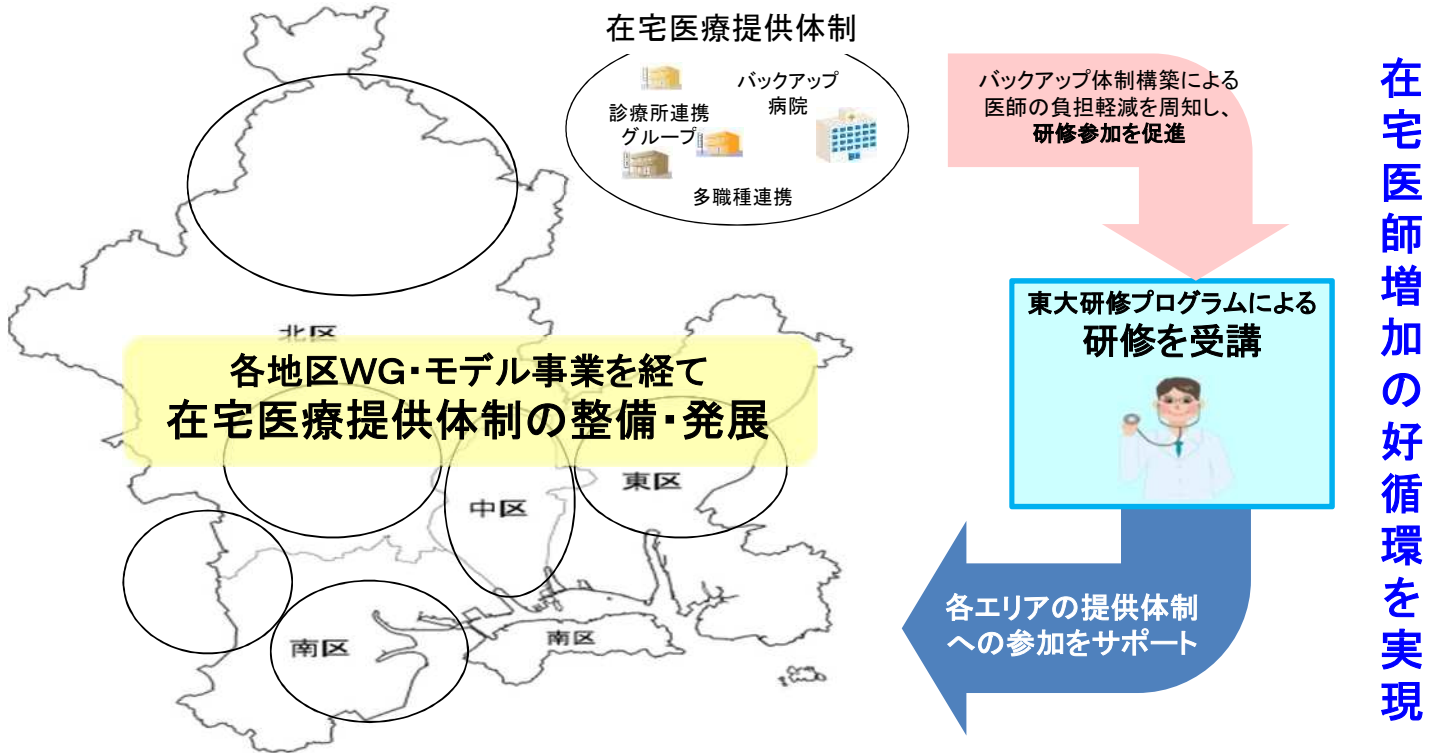 在宅医療提供体制
バックアップ
病院
診療所連携
グループ
多職種連携
バックアップ体制構築による
医師の負担軽減を周知し、
研修参加を促進
東大研修プログラムによる
研修を受講
各エリアの提供体制
への参加をサポート
北区
各地区WG・モデル事業を経て
在宅医療提供体制の整備・発展
中区
東区
南区
南区
在宅医師増加の好循環を実現